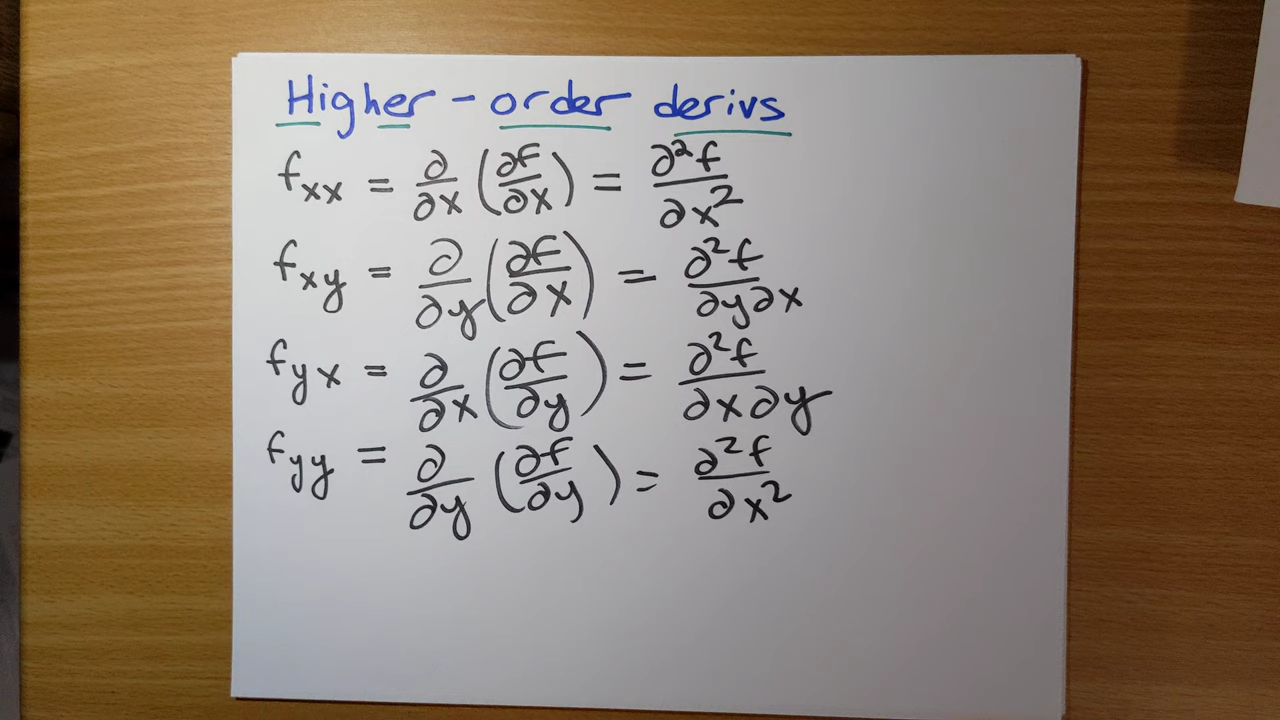 Higher-order derivs
f_xx = ∂/∂x (∂f/∂x) = ∂²f/∂x²
f_xy = ∂/∂y (∂f/∂x) = ∂²f/∂y∂x
f_yx = ∂/∂x (∂f/∂y) = ∂²f/∂x∂y
f_yy = ∂/∂y (∂f/∂y) = ∂²f/∂x²